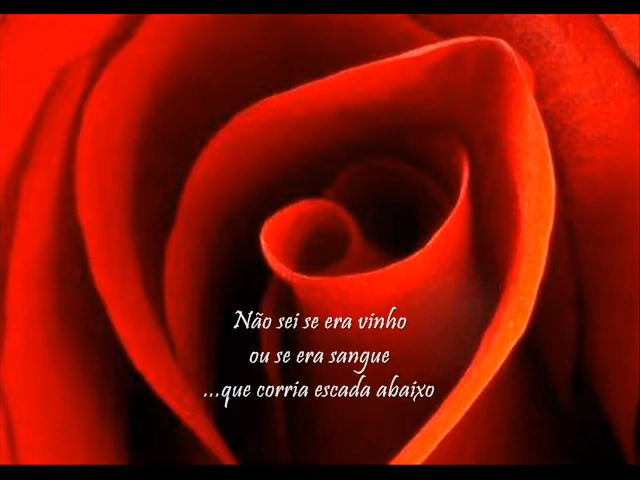 Não sei se era vinho
ou se era sangue
...que corria escada abaixo